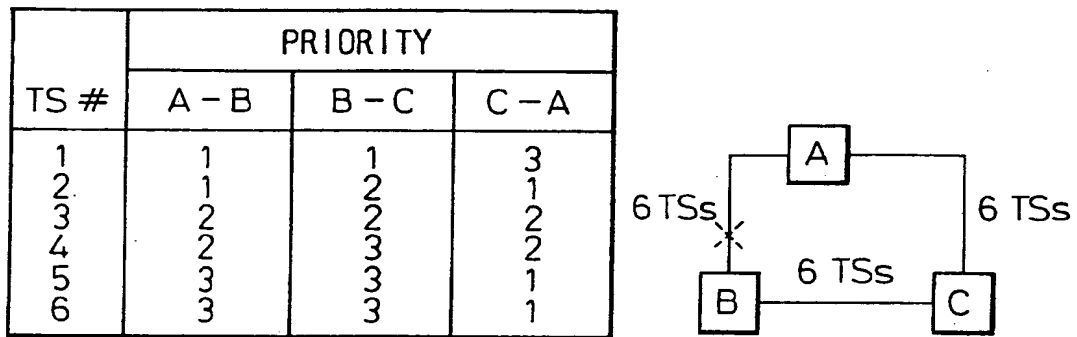 PRIORITY
TS # A – B B – C C – A
1 1 1 3
2 1 2 1
3 2 2 2
4 2 3 2
5 3 3 1
6 3 3 1
A
6 TSs 6 TSs
6 TSs
B C